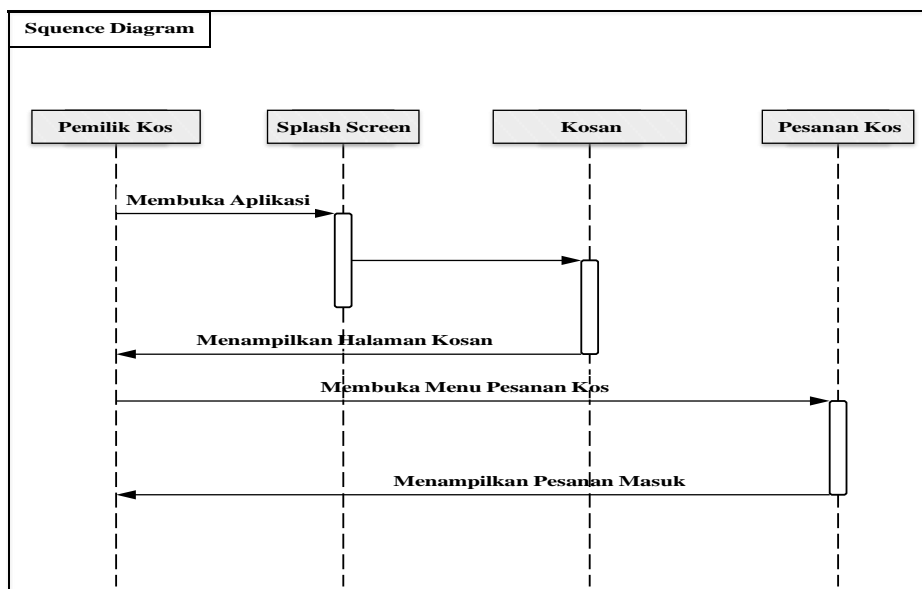 Squence Diagram
Pemilik Kos
Splash Screen
Kosan
Pesanan Kos
Membuka Aplikasi
Menampilkan Halaman Kosan
Membuka Menu Pesanan Kos
Menampilkan Pesanan Masuk